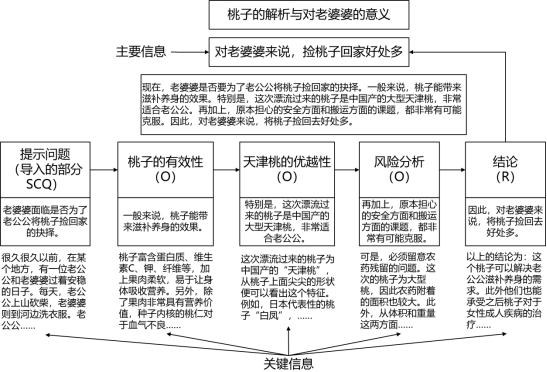 桃子的解析与对老婆婆的意义
主要信息
对老婆婆来说，捡桃子回家好处多
现在，老婆婆是否要为了老公公将桃子捡回家的抉择。一般来说，桃子能带来
滋补养身的效果。特别是，这次漂流过来的桃子是中国产的大型天津桃，非常
适合老公公。再加上，原本担心的安全方面和搬运方面的课题，都非常有可能
克服。因此，对老婆婆来说，将桃子捡回去好处多。
提示问题
（导入的部分
SCQ）
老婆婆面临是否为了
老公公将桃子捡回家
的抉择。
很久很久以前，在某
个地方，有一位老公
公和老婆婆过着安稳
的日子。每天，老公
公上山砍柴，老婆婆
则到河边洗衣服。老
公公……
桃子的有效性
（O）
一般来说，桃子能带
来滋补养身的效果。
桃子富含蛋白质、维生
素C、钾、纤维等，加
上果肉柔软，易于让身
体吸收营养。另外，除
了果肉非常具有营养价
值，种子内核的桃仁对
于血气不良……
天津桃的优越性
（O）
特别是，这次漂流过
来的桃子是中国产的
大型天津桃，非常适
合老公公。
这次漂流过来的桃子为
中国产的“天津桃”，
从桃子上面尖尖的形状
便可以看出这个特征。
例如，日本代表性的桃
子“白凤”，……
风险分析
（O）
再加上，原本担心
的安全方面和搬运
方面的课题，都非
常有可能克服。
可是，必须留意农
药残留的问题。这
次的桃子为大型
桃，因此农药附着
的面积也较大。此
外，从体积和重量
这两方面……
结论
（R）
因此，对老婆婆来
说，将桃子捡回去
好处多。
以上的结论为：这
个桃子可以解决老
公公滋补养身的需
求。此外他们也能
承受之后桃子对于
女性成人疾病的治
疗……
关键信息